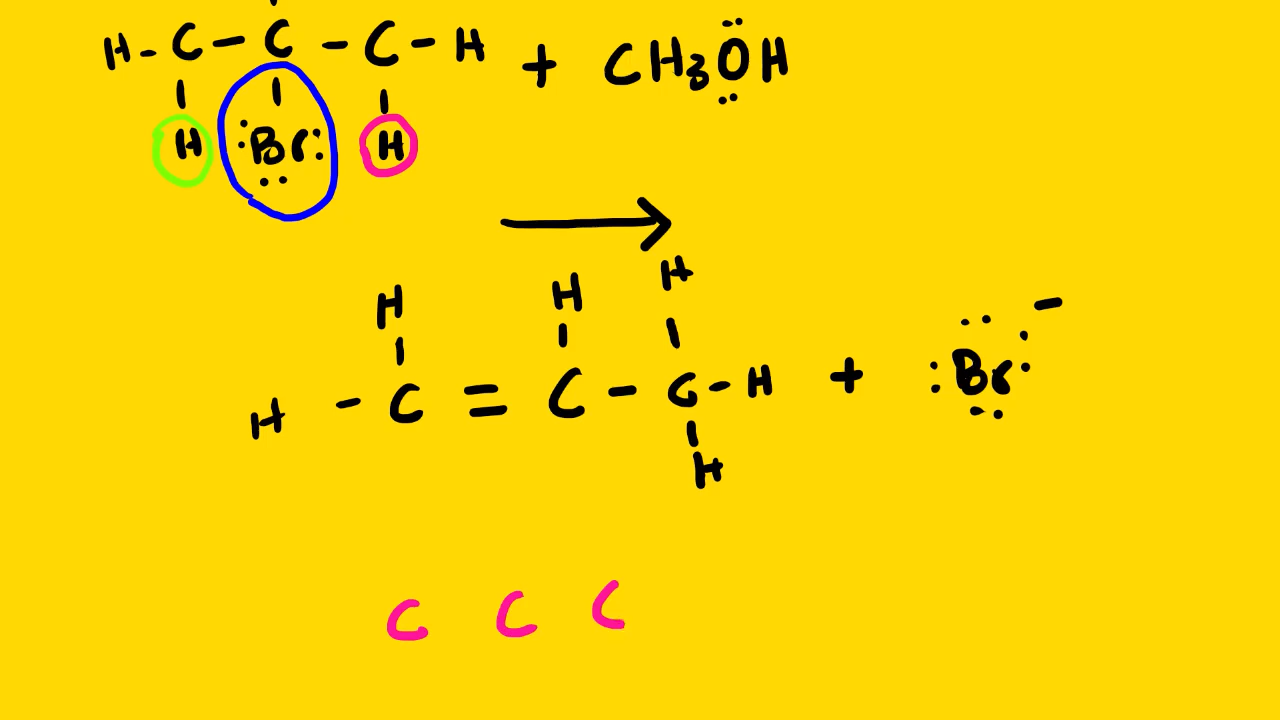 H - C - C - C - H + CH3OH
H :Br: H
H H H
H - C = C - C - H + :Br: -
H
C C C